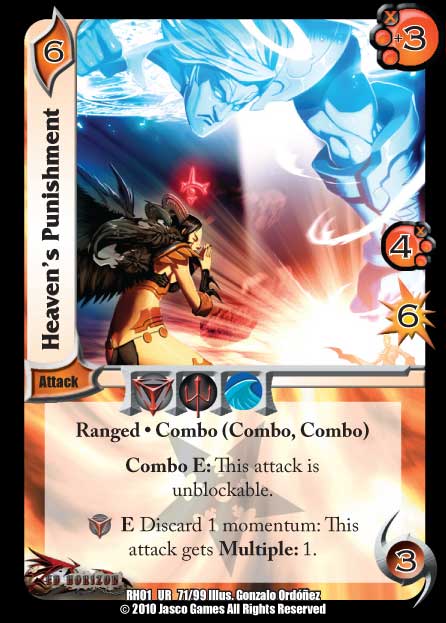 6
+3
Heaven's Punishment
4
6
Attack
Ranged • Combo (Combo, Combo)
Combo E: This attack is
unblockable.
E Discard 1 momentum: This
attack gets Multiple: 1.
3
RED HORIZON
RH01 UR 71/99 Illus. Gonzalo Ordóñez
© 2010 Jasco Games All Rights Reserved